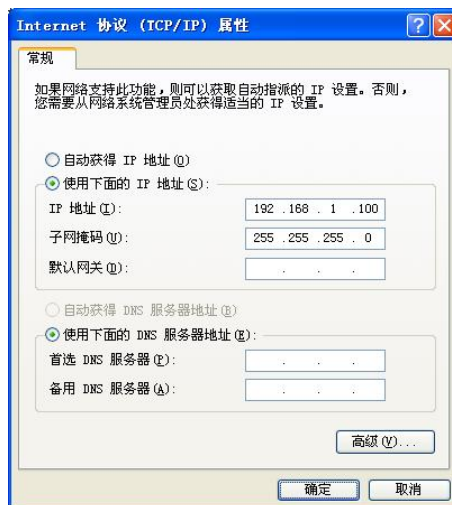 Internet 协议 (TCP/IP) 属性
常规
如果网络支持此功能，则可以获取自动指派的 IP 设置。否则，
您需要从网络系统管理员处获得适当的 IP 设置。
自动获得 IP 地址(O)
使用下面的 IP 地址(S):
IP 地址(I): 192 .168 . 1 .100
子网掩码(U): 255 .255 .255 . 0
默认网关(D): . . .
自动获得 DNS 服务器地址(B)
使用下面的 DNS 服务器地址(E):
首选 DNS 服务器(P): . . .
备用 DNS 服务器(A): . . .
高级(V)...
确定 取消